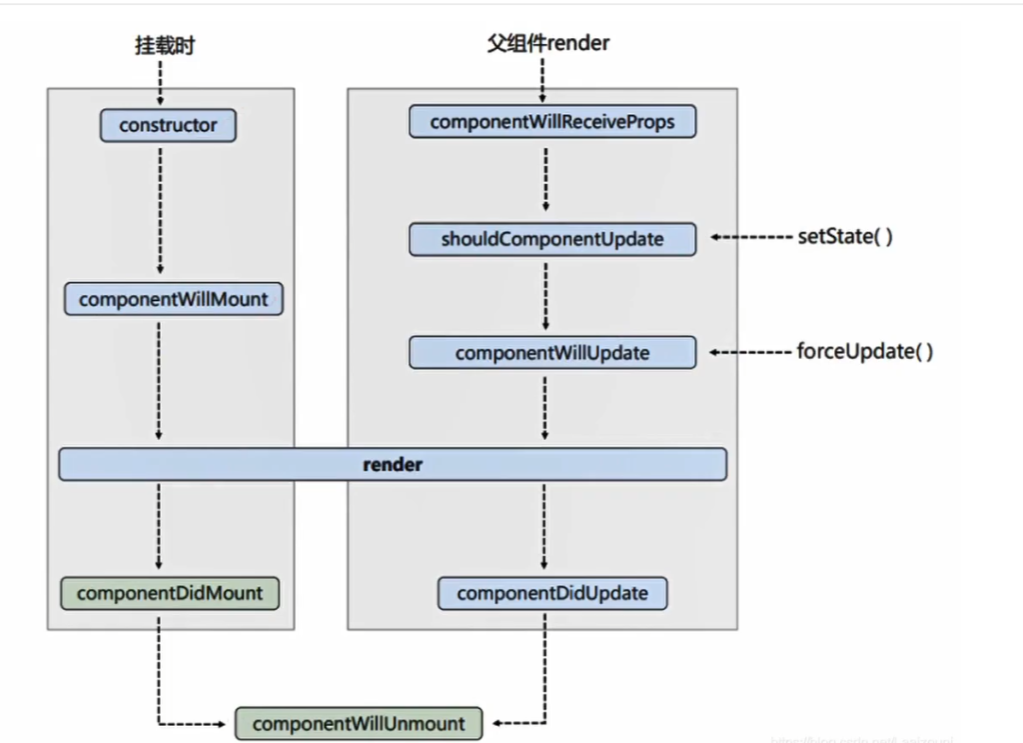 挂载时
constructor
componentWillMount
父组件render
componentWillReceiveProps
shouldComponentUpdate
setState( )
componentWillUpdate
forceUpdate( )
render
componentDidMount
componentDidUpdate
componentWillUnmount